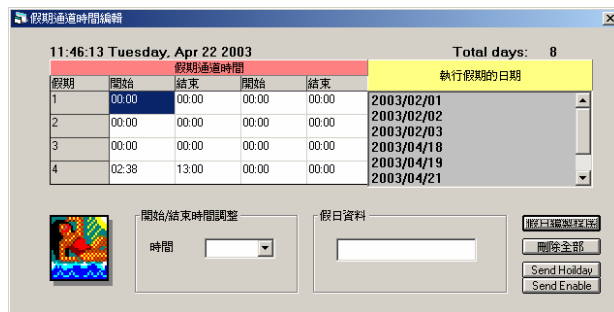 假期通道時間編輯
11:46:13 Tuesday, Apr 22 2003
Total days: 8
假期通道時間
執行假期的日期
假期 開始 結束 開始 結束
1 00:00 00:00 00:00 00:00
2 00:00 00:00 00:00 00:00
3 00:00 00:00 00:00 00:00
4 02:38 13:00 00:00 00:00
2003/02/01
2003/02/02
2003/02/03
2003/04/18
2003/04/19
2003/04/21
開始/結束時間調整
時間
假日資料
假日編製程序
刪除全部
Send Hoilday
Send Enable